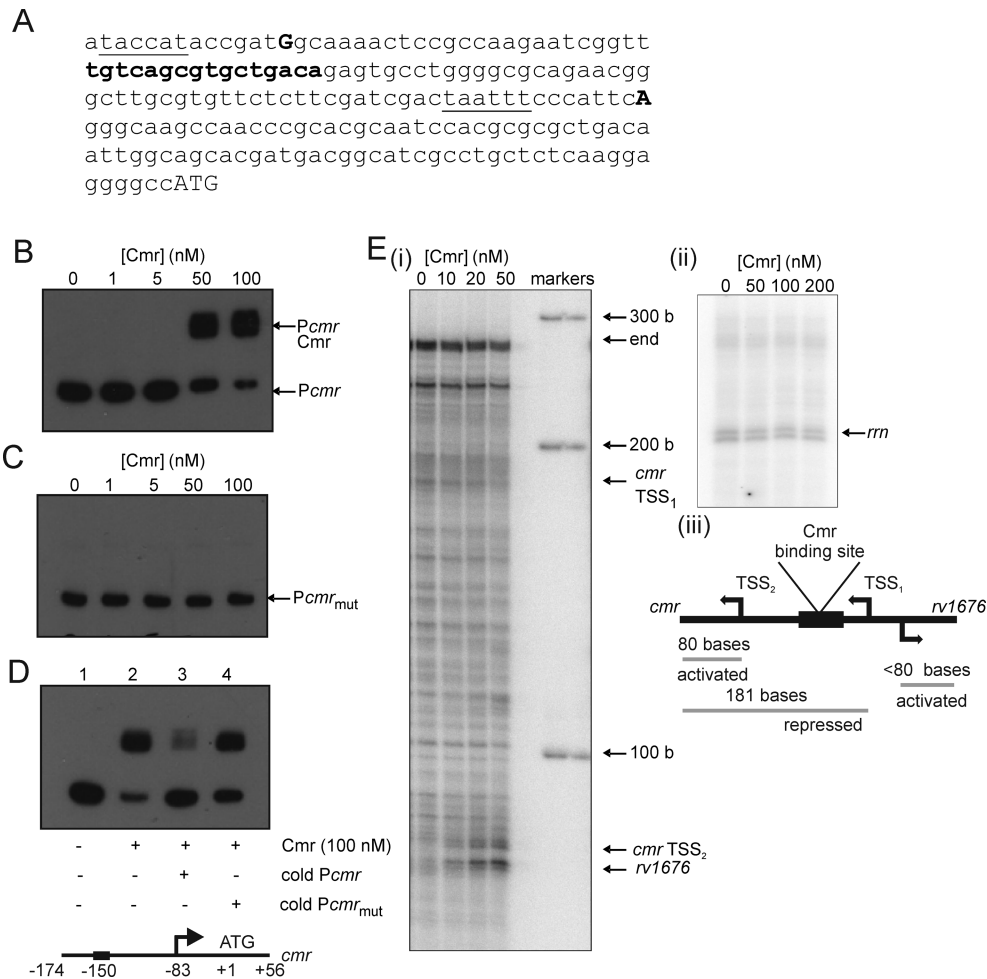 A
ataccataccgatGgcaaaactccgccaagaatcggtt
tgtcagcgtgctgacagagtgcctggggcgcagaacgg
gcttgcgtgttctcttcgatcgactaatttcccattcA
gggcaagccaacccgcacgcaatccacgcgcgctgaca
attggcagcacgatgacggcatcgcctgctctcaagga
ggggccATG
B
[Cmr] (nM)
0 1 5 50 100
Pcmr
Cmr
Pcmr
C
[Cmr] (nM)
0 1 5 50 100
Pcmrmut
D
1 2 3 4
- + + + Cmr (100 nM)
- - + - cold Pcmr
- - - + cold Pcmrmut
ATG
cmr
-174 -150 -83 +1 +56
E
(i)
[Cmr] (nM)
0 10 20 50 markers
300 b
end
200 b
cmr
TSS1
100 b
cmr TSS2
rv1676
(ii)
[Cmr] (nM)
0 50 100 200
rrn
(iii)
Cmr
binding site
TSS2 TSS1
cmr rv1676
80 bases
activated
<80 bases
activated
181 bases
repressed